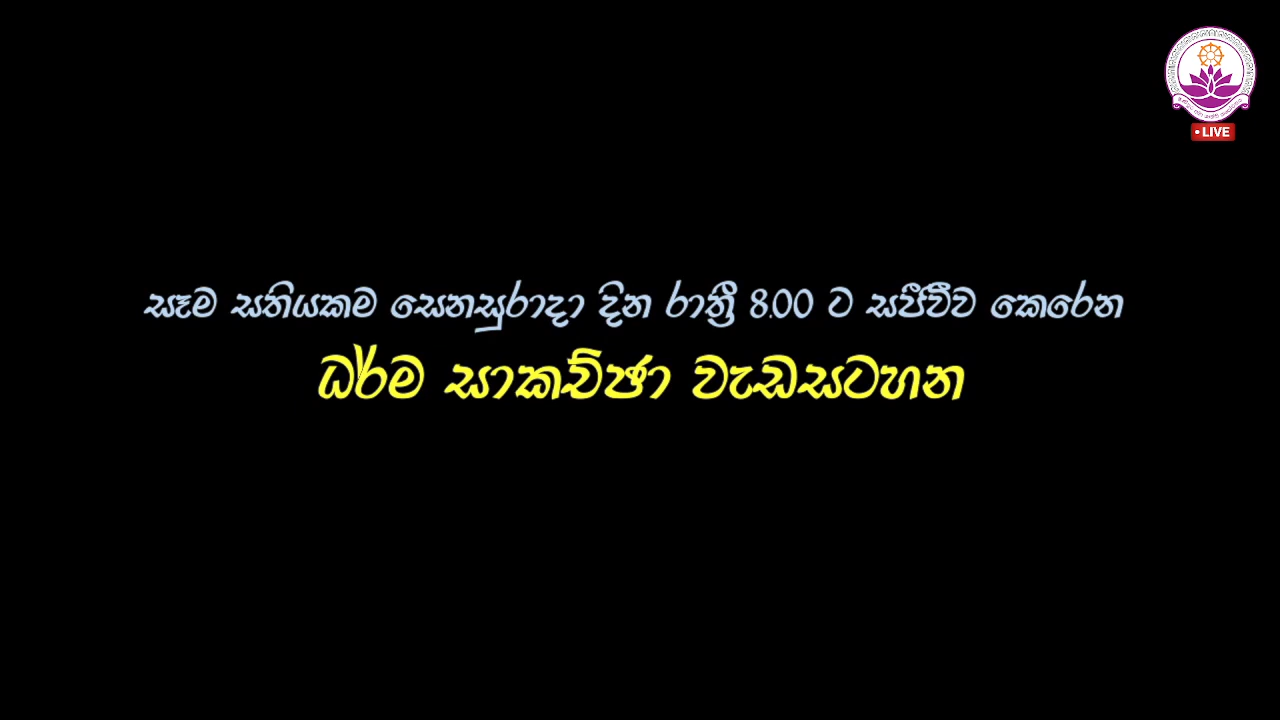 • LIVE
සෑම සතියකම සෙනසුරාදා දින රාත්‍රී 8.00 ට සජීවීව කෙරෙන
ධර්ම සාකච්ඡා වැඩසටහන